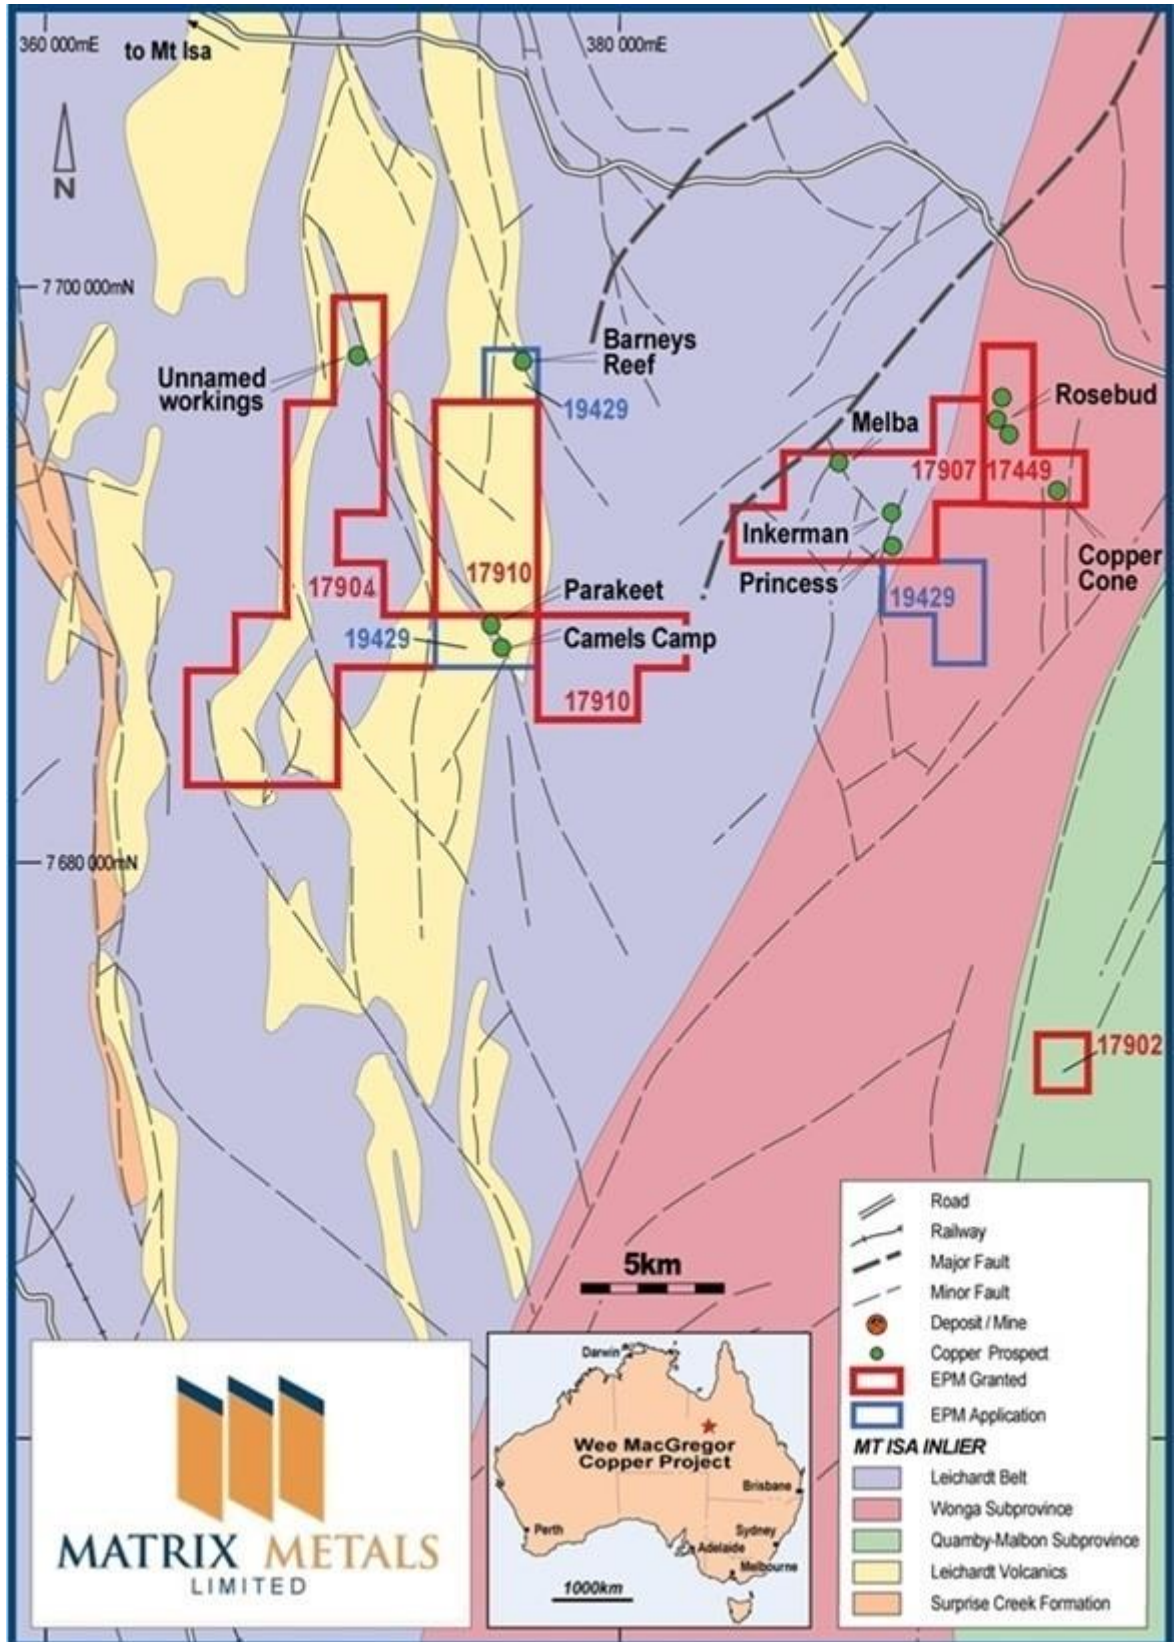 360 000mE
to Mt Isa
380 000mE
N
7 700 000mN
Unnamed
workings
Barneys
Reef
19429
Melba
Rosebud
17907
17449
Inkerman
Princess
Copper
Cone
19429
17904
17910
Parakeet
19429
Camels Camp
17910
7 680 000mN
17902
5km
Road
Railway
Major Fault
Minor Fault
Deposit / Mine
Copper Prospect
EPM Granted
EPM Application
MT ISA INLIER
Leichardt Belt
Wonga Subprovince
Quamby-Malbon Subprovince
Leichardt Volcanics
Surprise Creek Formation
MATRIX METALS
LIMITED
Darwin
Wee MacGregor
Copper Project
Brisbane
Perth
Sydney
Adelaide
Melbourne
1000km